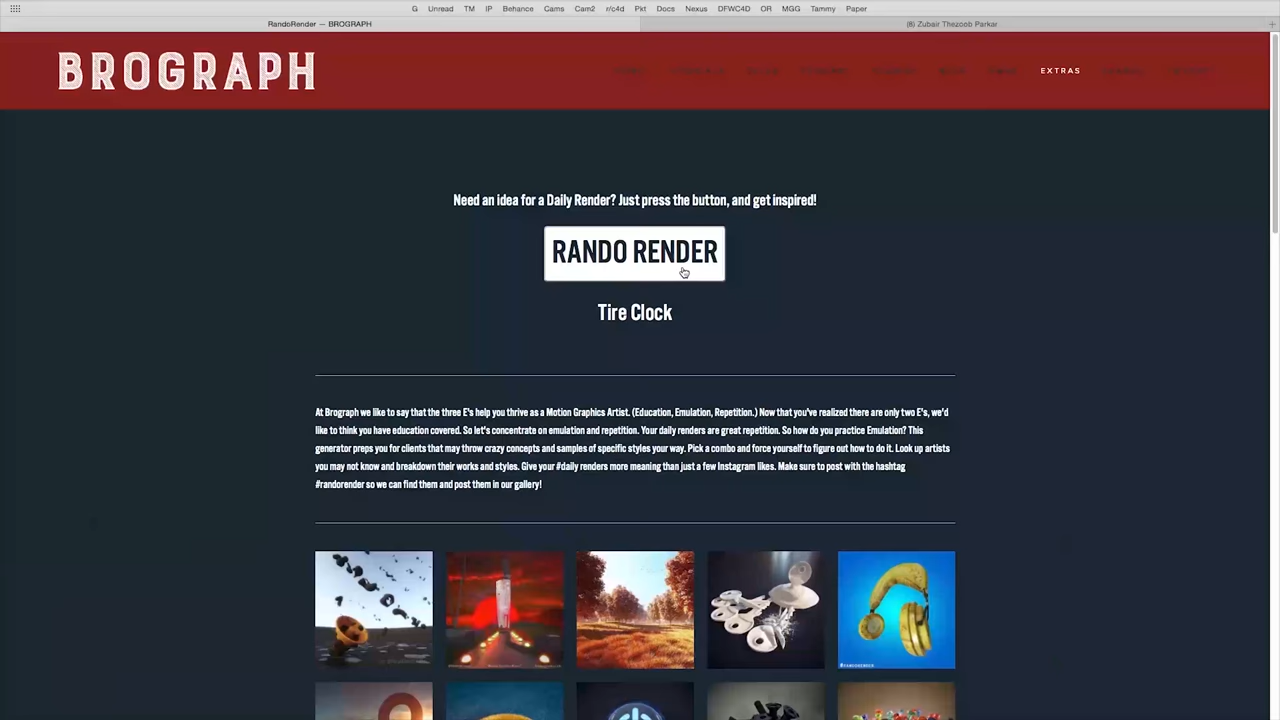 G Unread TM IP Behance Cams Cam2 r/c4d Pkt Docs Nexus DFWC4D OR MGG Tammy Paper
RandoRender — BROGRAPH
(8) Zubair Thezoob Parkar
BROGRAPH
EXTRAS
Need an idea for a Daily Render? Just press the button, and get inspired!
RANDO RENDER
Tire Clock
At Brograph we like to say that the three E's help you thrive as a Motion Graphics Artist. (Education, Emulation, Repetition.) Now that you've realized there are only two E's, we'd
like to think you have education covered. So let's concentrate on emulation and repetition. Your daily renders are great repetition. So how do you practice Emulation? This
generator preps you for clients that may throw crazy concepts and samples of specific styles your way. Pick a combo and force yourself to figure out how to do it. Look up artists
you may not know and breakdown their works and styles. Give your #daily renders more meaning than just a few Instagram likes. Make sure to post with the hashtag
#randorender so we can find them and post them in our gallery!